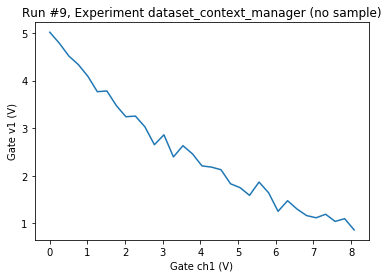 Run #9, Experiment dataset_context_manager (no sample)
5
4
3
2
1
Gate v1 (V)
0 1 2 3 4 5 6 7 8
Gate ch1 (V)